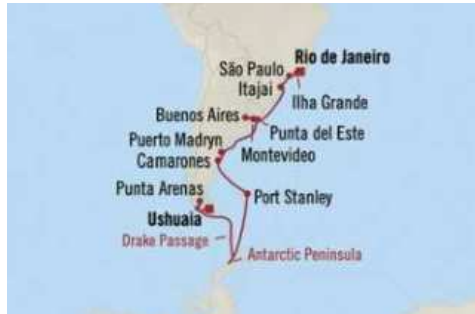 Rio de Janeiro
São Paulo
Itajai
Ilha Grande
Buenos Aires
Punta del Este
Puerto Madryn
Montevideo
Camarones
Punta Arenas
Port Stanley
Ushuaia
Drake Passage
Antarctic Peninsula